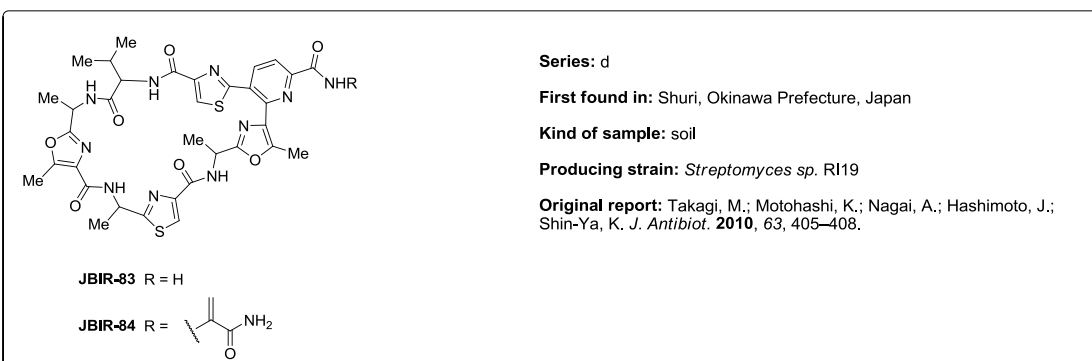 Me
Me
O
O
H
N
N
N
NHR
Me
H
N
S
N
O
O
Me
N
O
N
O
Me
Me
O
O
NH
N
NH
Me
S
JBIR-83 R = H
JBIR-84 R =
NH2
O
Series: d
First found in: Shuri, Okinawa Prefecture, Japan
Kind of sample: soil
Producing strain: Streptomyces sp. RI19
Original report: Takagi, M.; Motohashi, K.; Nagai, A.; Hashimoto, J.;
Shin-Ya, K. J. Antibiot. 2010, 63, 405–408.